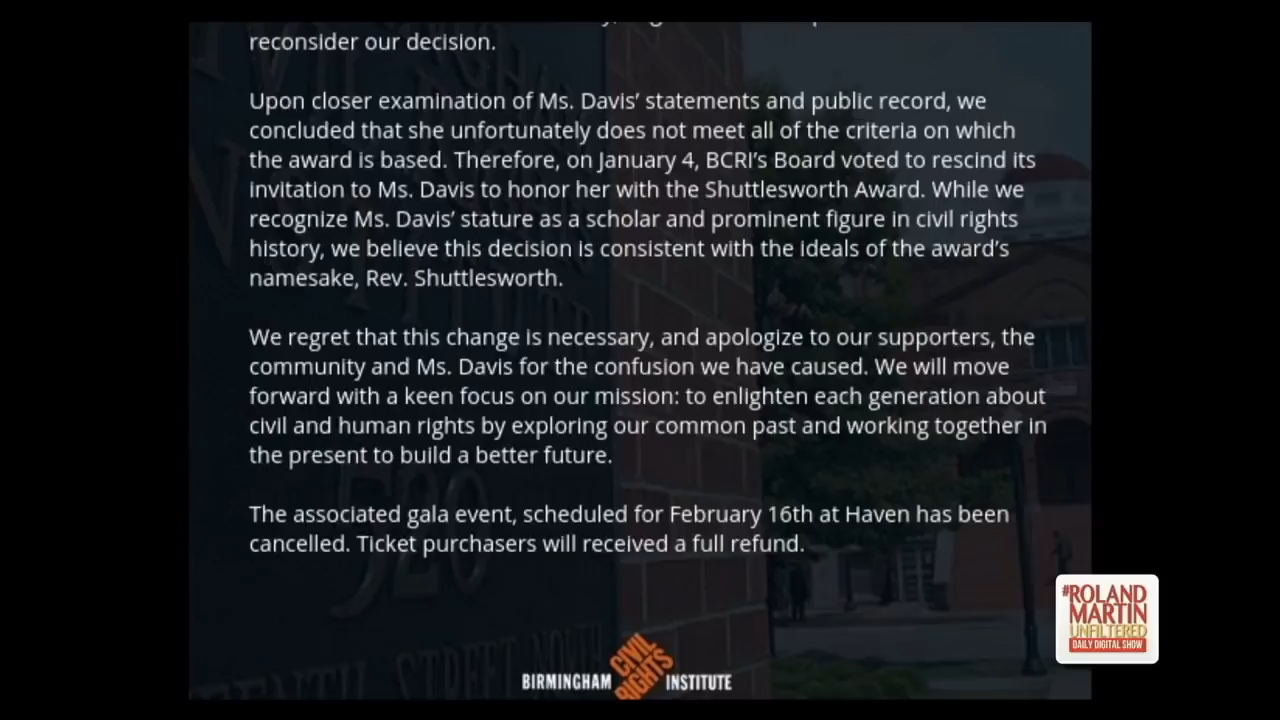 reconsider our decision.
Upon closer examination of Ms. Davis' statements and public record, we
concluded that she unfortunately does not meet all of the criteria on which
the award is based. Therefore, on January 4, BCRI's Board voted to rescind its
invitation to Ms. Davis to honor her with the Shuttlesworth Award. While we
recognize Ms. Davis' stature as a scholar and prominent figure in civil rights
history, we believe this decision is consistent with the ideals of the award's
namesake, Rev. Shuttlesworth.
We regret that this change is necessary, and apologize to our supporters, the
community and Ms. Davis for the confusion we have caused. We will move
forward with a keen focus on our mission: to enlighten each generation about
civil and human rights by exploring our common past and working together in
the present to build a better future.
The associated gala event, scheduled for February 16th at Haven has been
cancelled. Ticket purchasers will received a full refund.
520
BIRMINGHAM CIVIL RIGHTS INSTITUTE
#ROLAND
MARTIN
UNFILTERED
DAILY DIGITAL SHOW